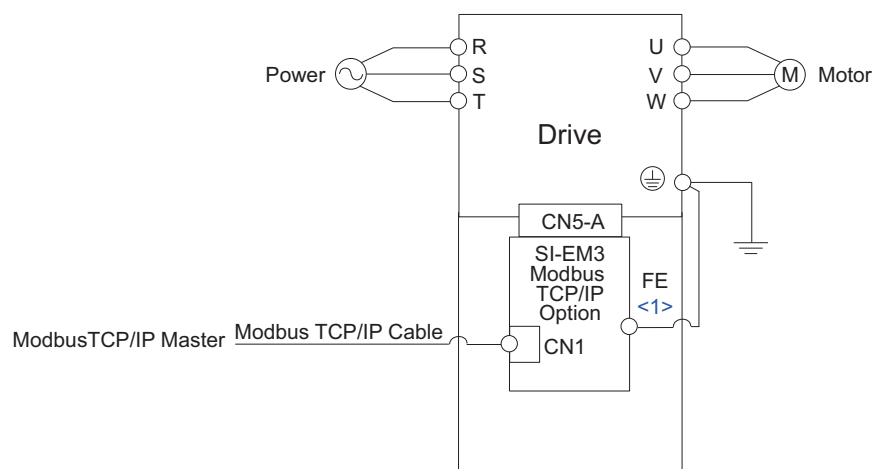 R
S
T
Power
U
V
W
M
Motor
Drive
CN5-A
SI-EM3
Modbus
TCP/IP
Option
FE
<1>
ModbusTCP/IP Master
Modbus TCP/IP Cable
CN1